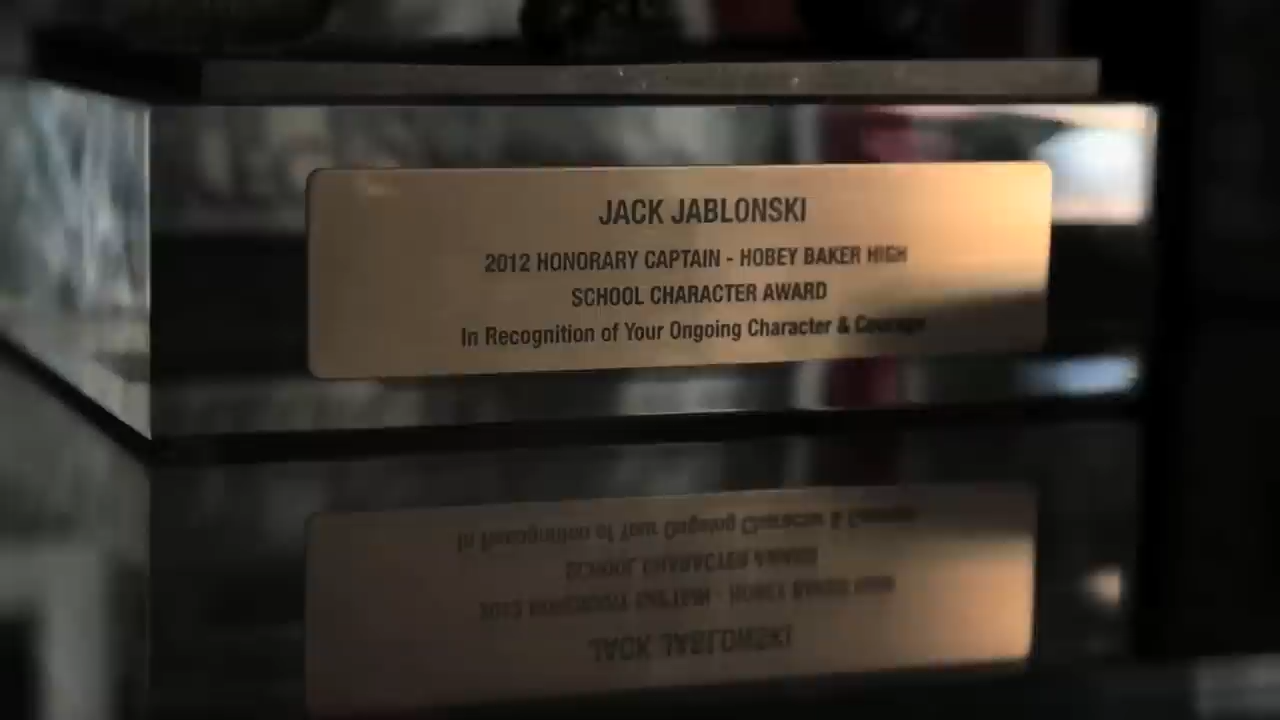 JACK JABLONSKI
2012 HONORARY CAPTAIN - HOBEY BAKER HIGH
SCHOOL CHARACTER AWARD
In Recognition of Your Ongoing Character & Courage